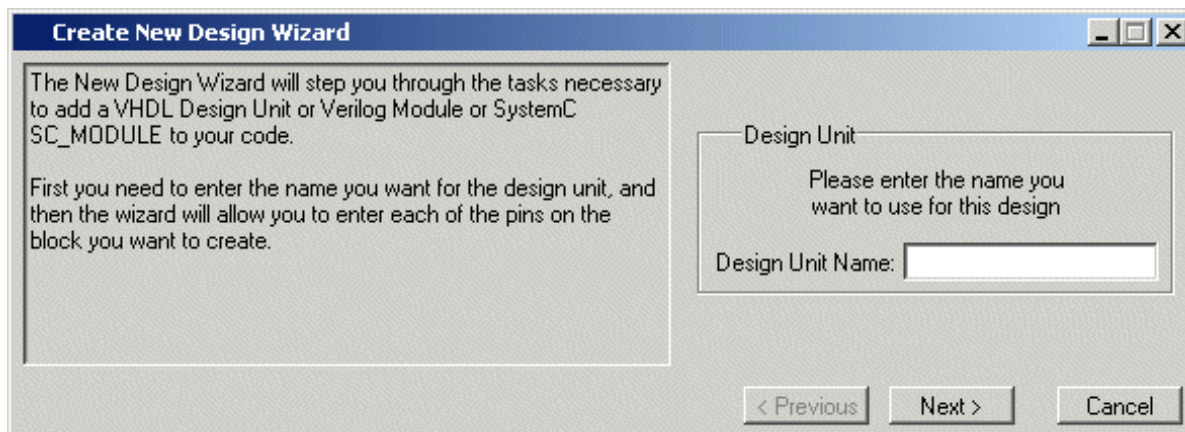 Create New Design Wizard
The New Design Wizard will step you through the tasks necessary
to add a VHDL Design Unit or Verilog Module or SystemC
SC_MODULE to your code.
First you need to enter the name you want for the design unit, and
then the wizard will allow you to enter each of the pins on the
block you want to create.
Design Unit
Please enter the name you
want to use for this design
Design Unit Name:
< Previous
Next >
Cancel